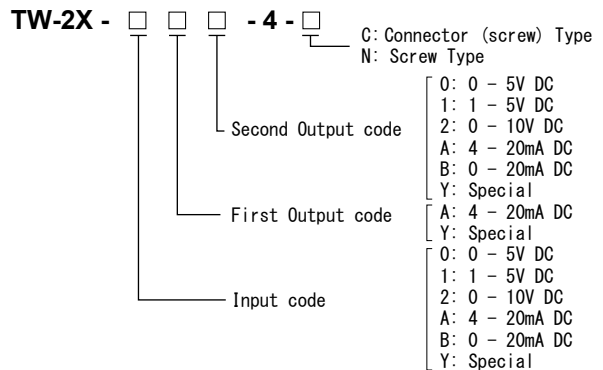 TW-2X - □ □ □ - 4 - □
C: Connector (screw) Type
N: Screw Type
Second Output code
0: 0 - 5V DC
1: 1 - 5V DC
2: 0 - 10V DC
A: 4 - 20mA DC
B: 0 - 20mA DC
Y: Special
First Output code
A: 4 - 20mA DC
Y: Special
Input code
0: 0 - 5V DC
1: 1 - 5V DC
2: 0 - 10V DC
A: 4 - 20mA DC
B: 0 - 20mA DC
Y: Special